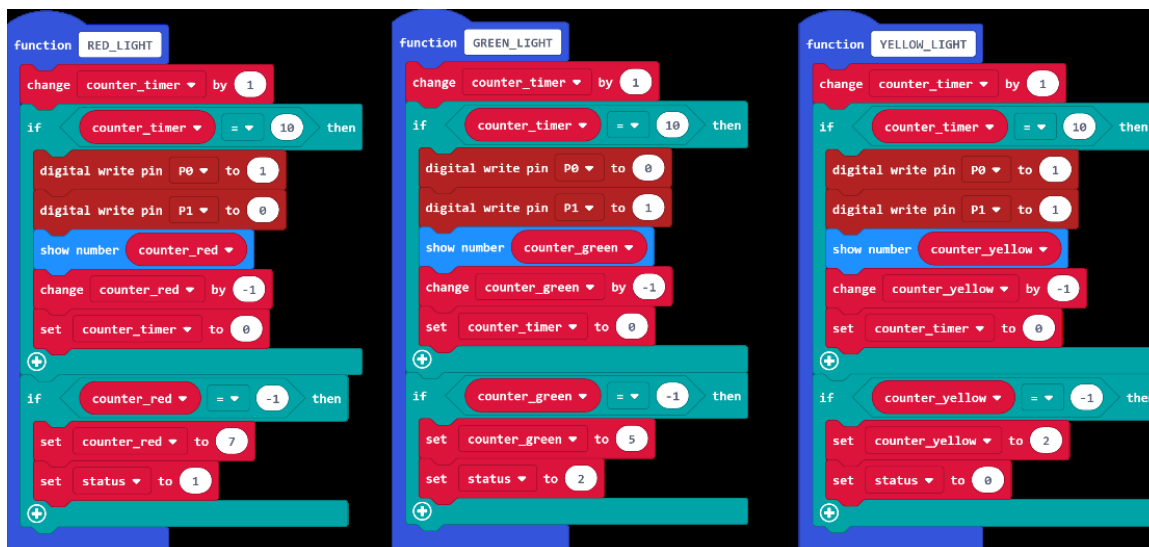 function RED_LIGHT
change counter_timer by 1
if counter_timer = 10 then
digital write pin P0 to 1
digital write pin P1 to 0
show number counter_red
change counter_red by -1
set counter_timer to 0
if counter_red = -1 then
set counter_red to 7
set status to 1
function GREEN_LIGHT
change counter_timer by 1
if counter_timer = 10 then
digital write pin P0 to 0
digital write pin P1 to 1
show number counter_green
change counter_green by -1
set counter_timer to 0
if counter_green = -1 then
set counter_green to 5
set status to 2
function YELLOW_LIGHT
change counter_timer by 1
if counter_timer = 10 then
digital write pin P0 to 1
digital write pin P1 to 1
show number counter_yellow
change counter_yellow by -1
set counter_timer to 0
if counter_yellow = -1 the
set counter_yellow to 2
set status to 0